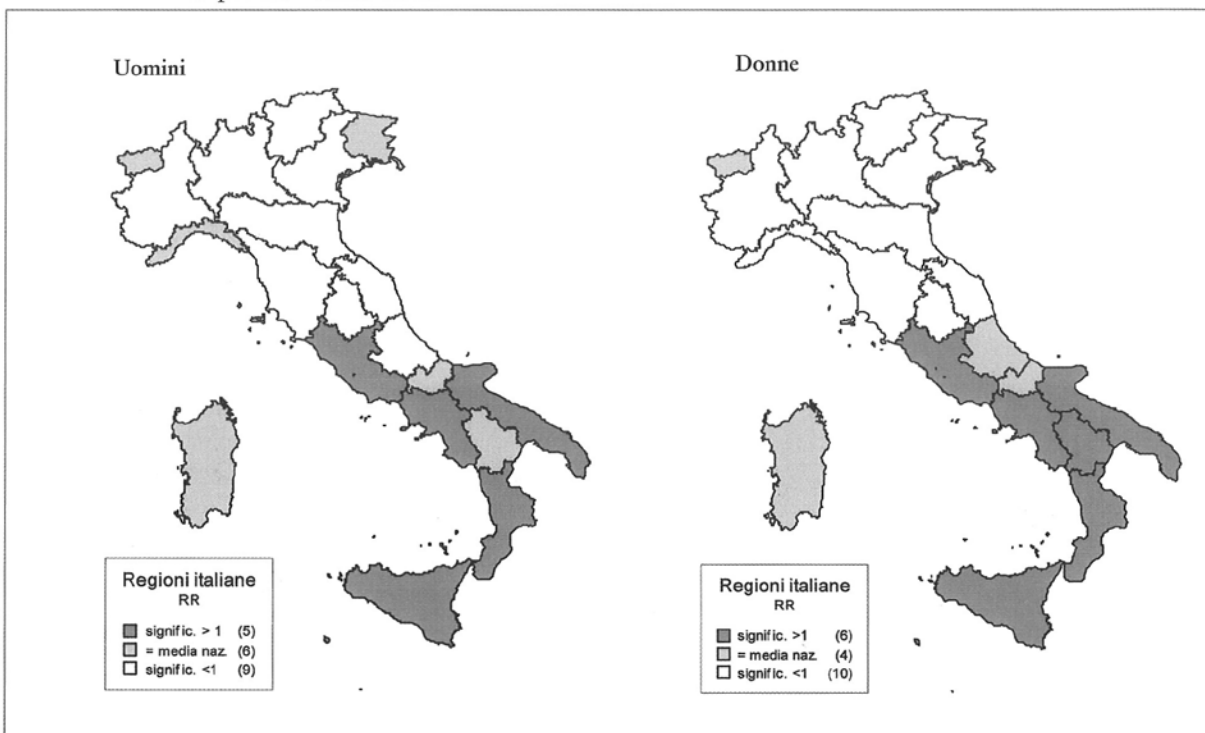 Uomini
Donne
Regioni italiane
RR
signific. > 1 (5)
= media naz. (6)
signific. <1 (9)
Regioni italiane
RR
signific. >1 (6)
= media naz. (4)
signific. <1 (10)